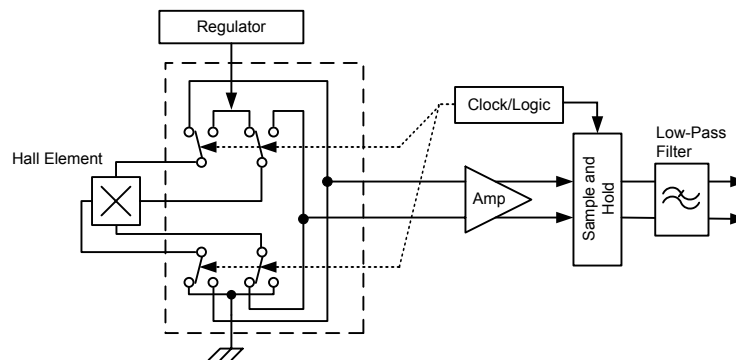 Regulator
Clock/Logic
Low-Pass
Filter
Hall Element
Amp
Sample and
Hold